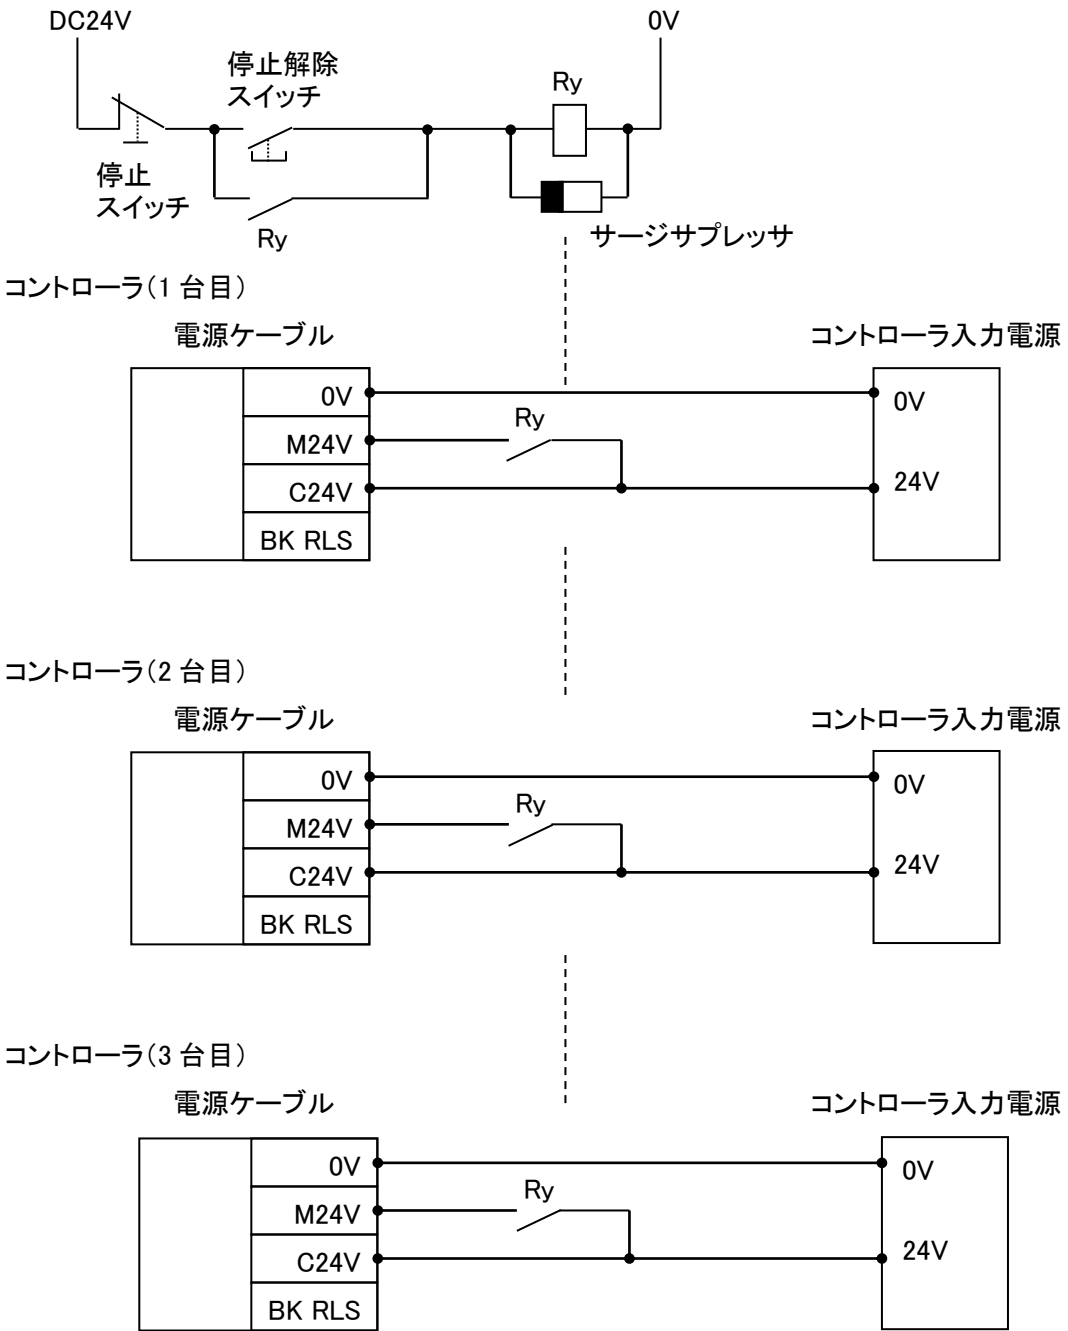 DC24V
0V
停止解除
スイッチ
Ry
停止
スイッチ
Ry
サージサプレッサ
コントローラ(1 台目)
電源ケーブル
コントローラ入力電源
0V
M24V
C24V
BK RLS
Ry
0V
24V
コントローラ(2 台目)
電源ケーブル
コントローラ入力電源
0V
M24V
C24V
BK RLS
Ry
0V
24V
コントローラ(3 台目)
電源ケーブル
コントローラ入力電源
0V
M24V
C24V
BK RLS
Ry
0V
24V